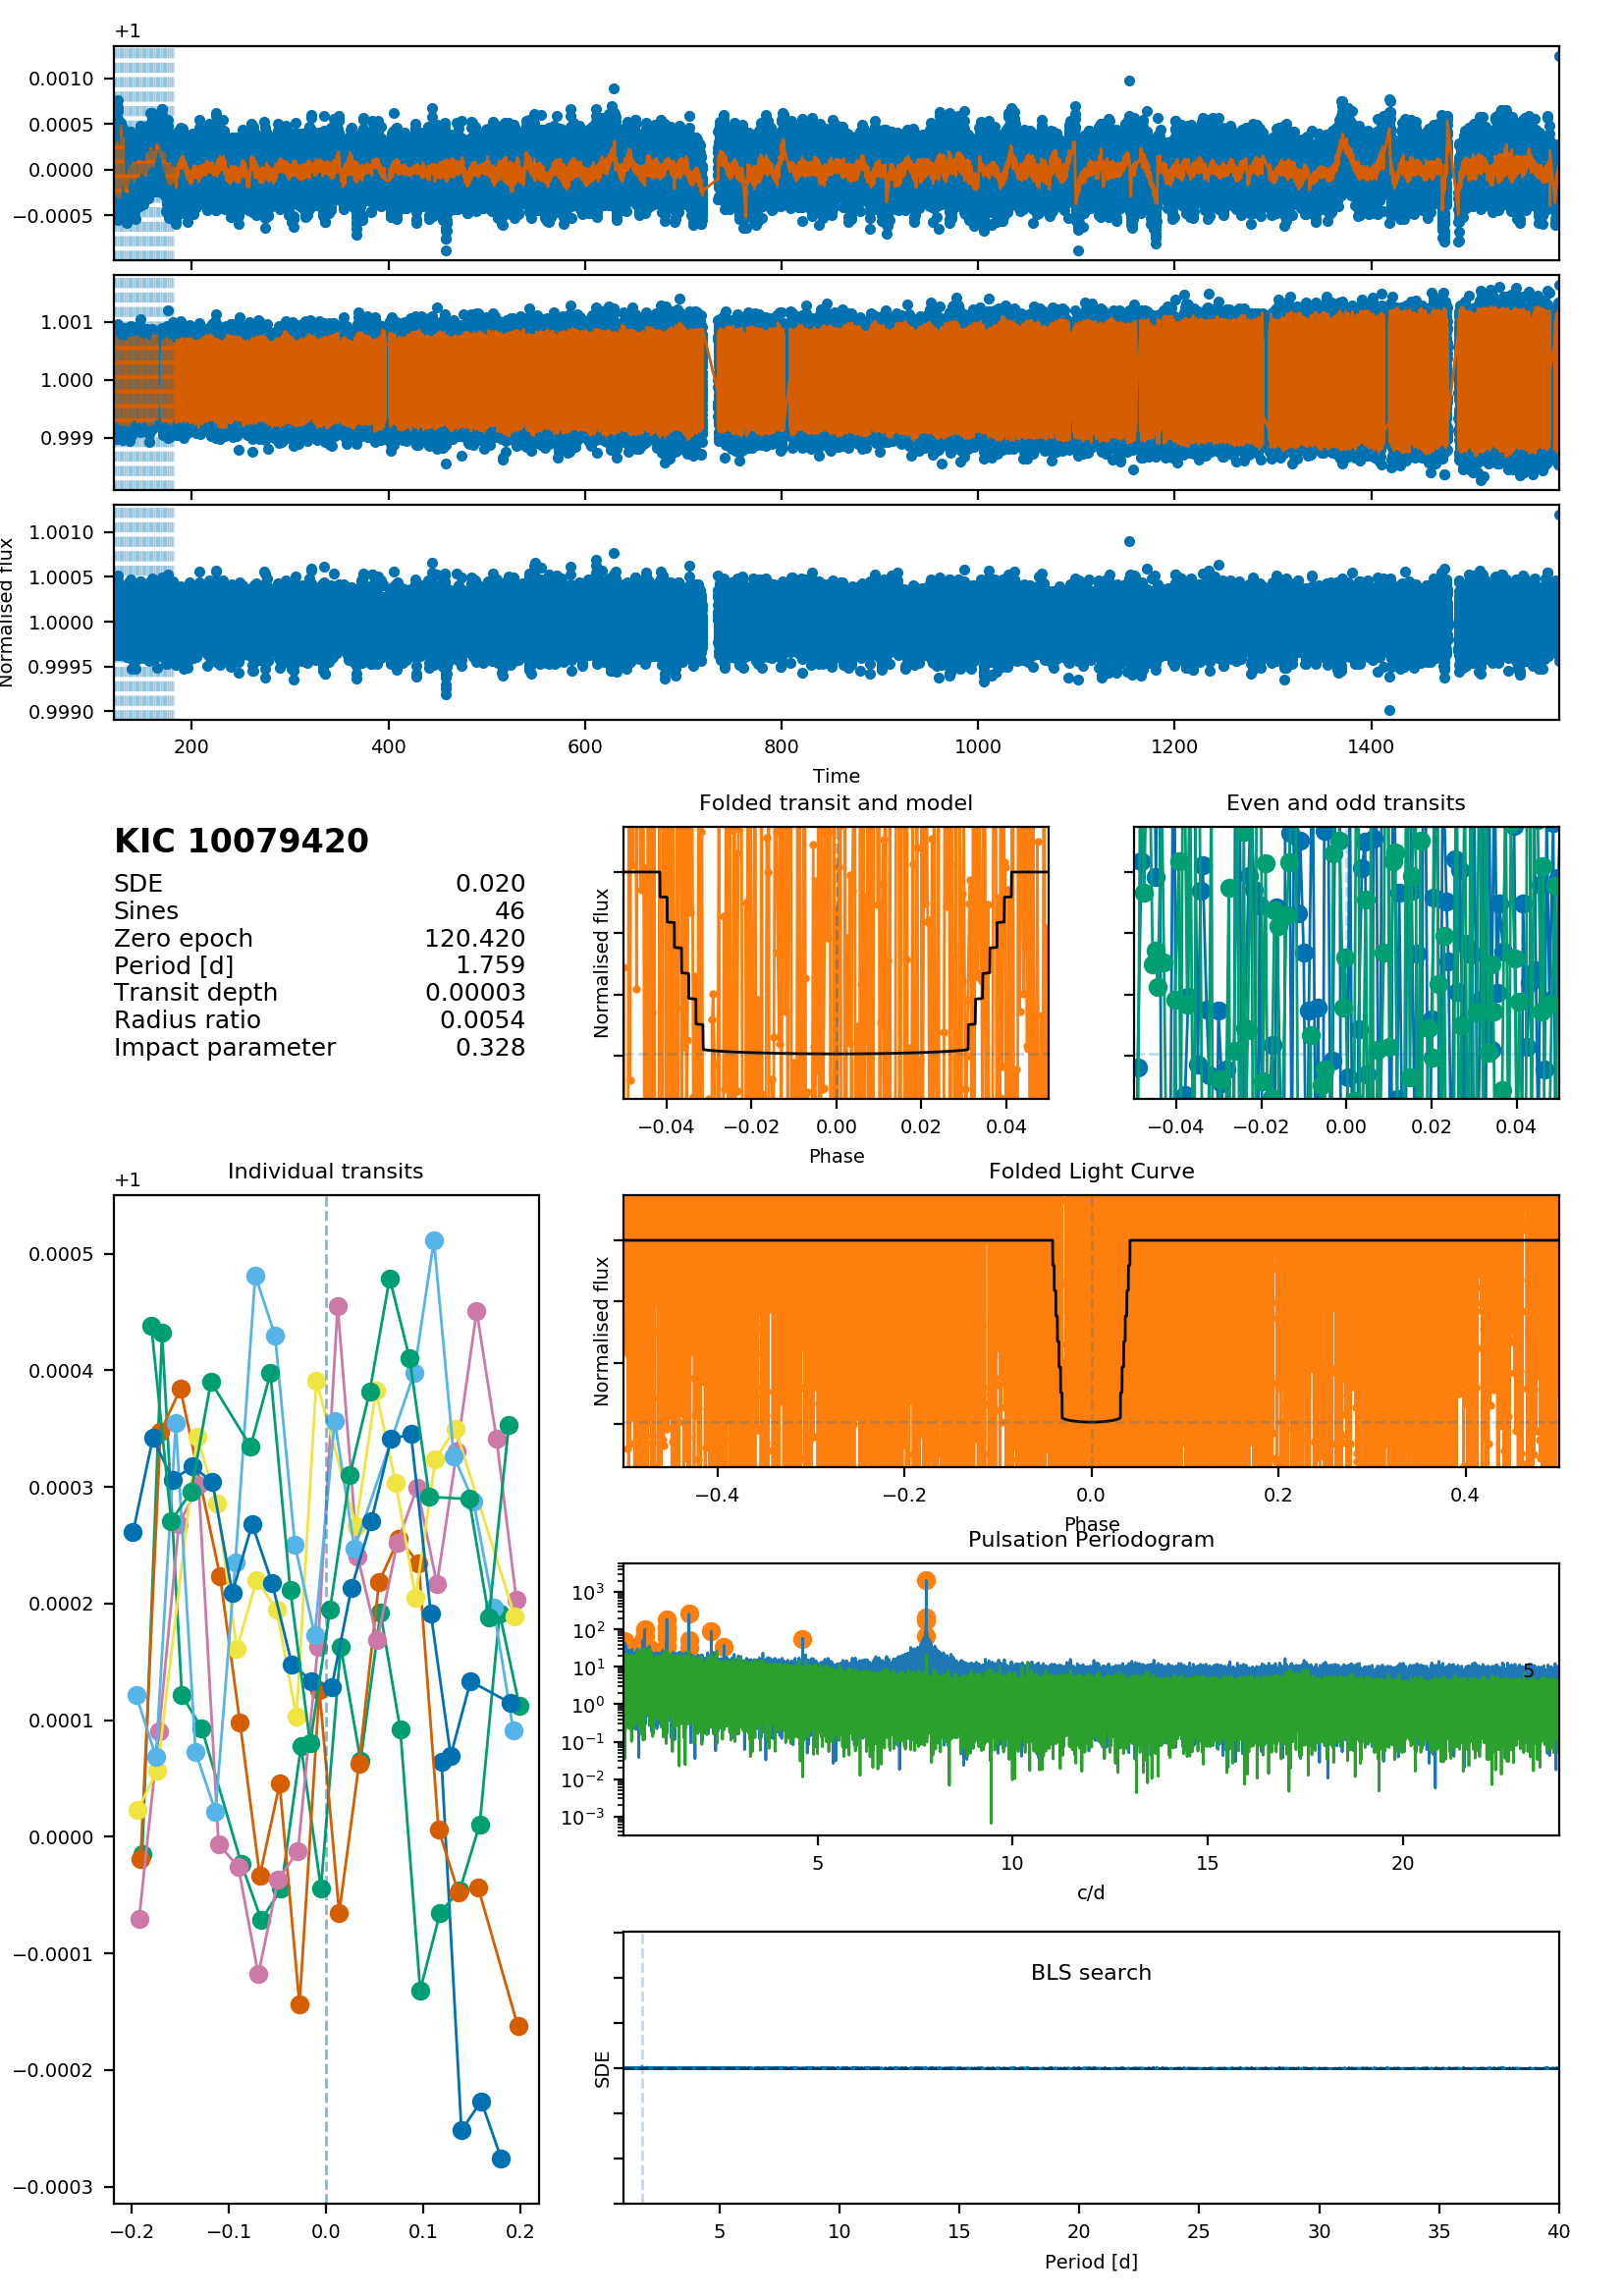 +1
0.0010
0.0005
0.0000
−0.0005
1.001
1.000
0.999
1.0010
1.0005
1.0000
0.9995
0.9990
Normalised flux
200 400 600 800 1000 1200 1400
Time
KIC 10079420
SDE 0.020
Sines 46
Zero epoch 120.420
Period [d] 1.759
Transit depth 0.00003
Radius ratio 0.0054
Impact parameter 0.328
Folded transit and model
Normalised flux
−0.04 −0.02 0.00 0.02 0.04
Phase
Even and odd transits
−0.04 −0.02 0.00 0.02 0.04
Individual transits
+1
0.0005
0.0004
0.0003
0.0002
0.0001
0.0000
−0.0001
−0.0002
−0.0003
−0.2 −0.1 0.0 0.1 0.2
Folded Light Curve
Normalised flux
−0.4 −0.2 0.0 0.2 0.4
Phase
Pulsation Periodogram
10³
10²
10¹
10⁰
10⁻¹
10⁻²
10⁻³
5
5 10 15 20
c/d
BLS search
SDE
5 10 15 20 25 30 35 40
Period [d]